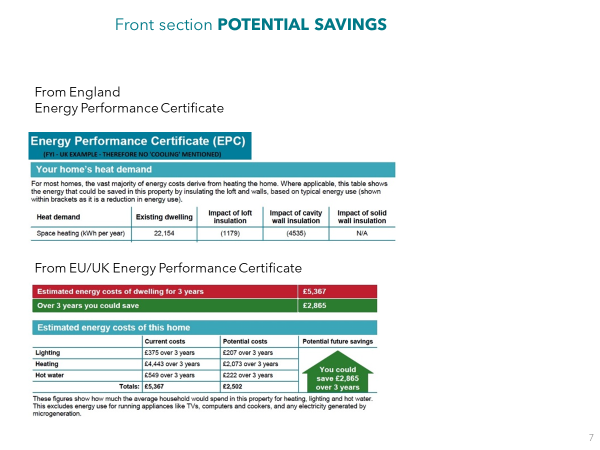 Front section POTENTIAL SAVINGS
From England
Energy Performance Certificate
Energy Performance Certificate (EPC)
[FYI - UR EXAMPLE - THEREFORE NO 'COOLING' MENTIONED]
Your home's heat demand
For most homes, the vast majority of energy costs derive from heating the home. Where applicable, this table shows
the energy that could be saved in this property by insulating the loft and walls, based on typical energy use (shown
within brackets as it is a reduction in energy use).
Heat demand Existing dwelling Impact of loft insulation Impact of cavity wall insulation Impact of solid wall insulation
Space heating (kWh per year) 22,154 (1179) (4535) N/A
From EU/UK Energy Performance Certificate
Estimated energy costs of dwelling for 3 years £5,367
Over 3 years you could save £2,865
Estimated energy costs of this home
Current costs Potential costs Potential future savings
Lighting £375 over 3 years £207 over 3 years
Heating £4,443 over 3 years £2,073 over 3 years
Hot water £549 over 3 years £222 over 3 years
Totals: £5,367 £2,502
You could
save £2,865
over 3 years
These figures show how much the average household would spend in this property for heating, lighting and hot water.
This excludes energy use for running appliances like TVs, computers and cookers, and any electricity generated by
microgeneration.
7